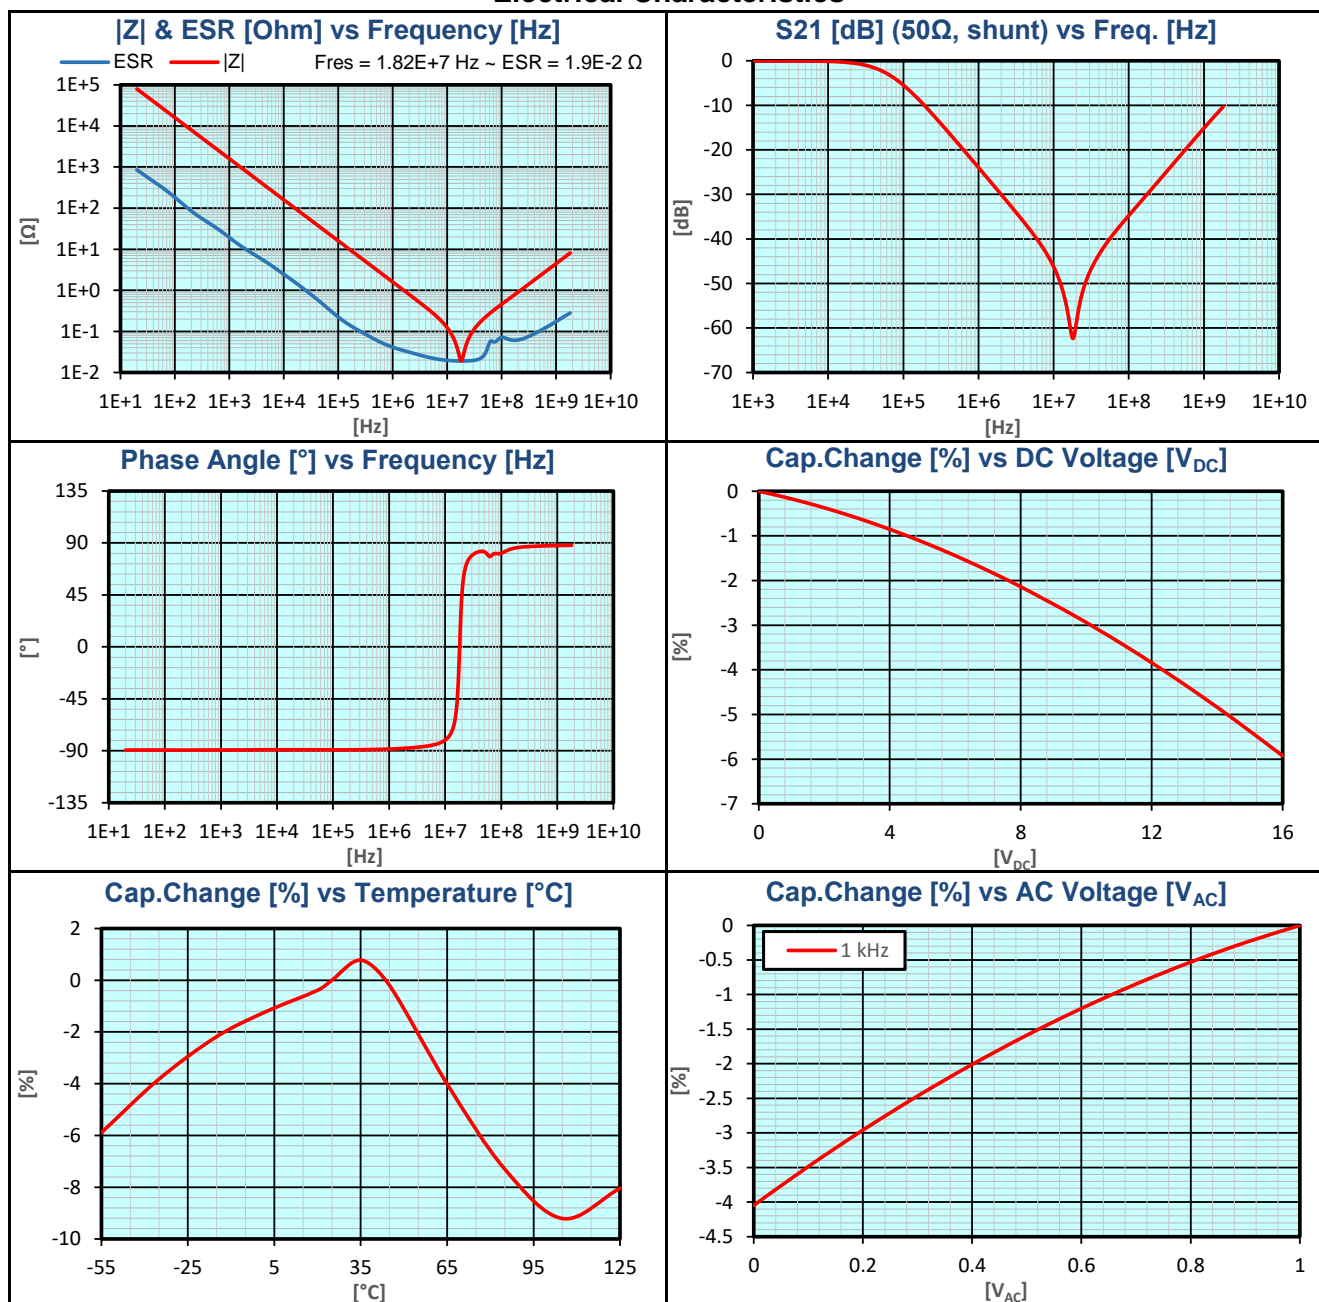 |Z| & ESR [Ohm] vs Frequency [Hz]
ESR |Z| Fres = 1.82E+7 Hz ~ ESR = 1.9E-2 Ω
1E+5
1E+4
1E+3
1E+2
1E+1
1E+0
1E-1
1E-2
[Ω]
1E+1 1E+2 1E+3 1E+4 1E+5 1E+6 1E+7 1E+8 1E+9 1E+10
[Hz]
S21 [dB] (50Ω, shunt) vs Freq. [Hz]
0
-10
-20
-30
-40
-50
-60
-70
[dB]
1E+3 1E+4 1E+5 1E+6 1E+7 1E+8 1E+9 1E+10
[Hz]
Phase Angle [°] vs Frequency [Hz]
135
90
45
0
-45
-90
-135
[°]
1E+1 1E+2 1E+3 1E+4 1E+5 1E+6 1E+7 1E+8 1E+9 1E+10
[Hz]
Cap.Change [%] vs DC Voltage [VDC]
0
-1
-2
-3
-4
-5
-6
-7
[%]
0 4 8 12 16
[VDC]
Cap.Change [%] vs Temperature [°C]
2
0
-2
-4
-6
-8
-10
[%]
-55 -25 5 35 65 95 125
[°C]
Cap.Change [%] vs AC Voltage [VAC]
1 kHz
0
-0.5
-1
-1.5
-2
-2.5
-3
-3.5
-4
-4.5
[%]
0 0.2 0.4 0.6 0.8 1
[VAC]